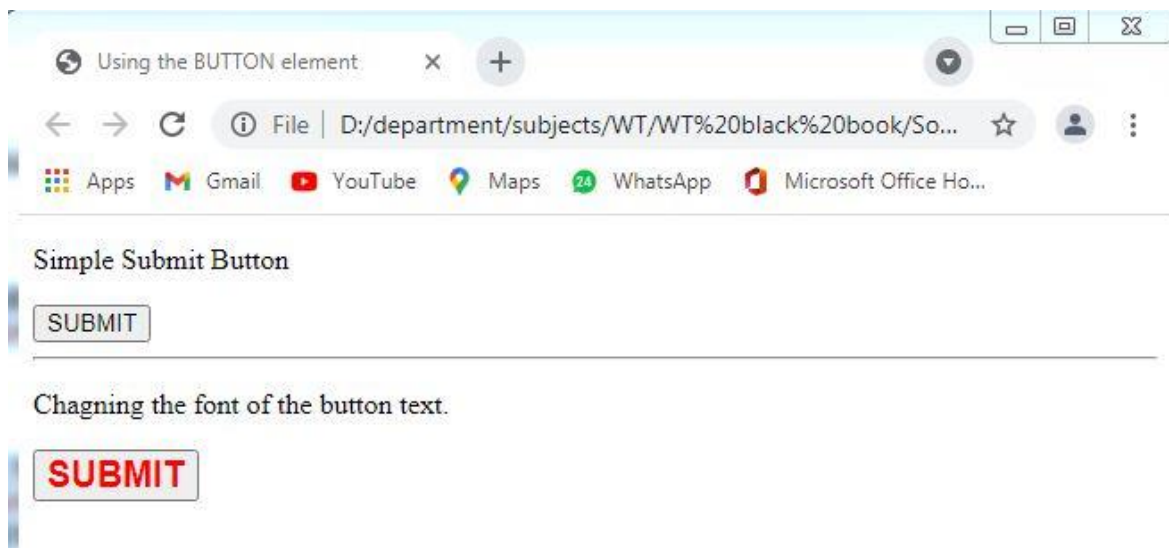 Using the BUTTON element
File | D:/department/subjects/WT/WT%20black%20book/So...
Apps Gmail YouTube Maps 24 WhatsApp Microsoft Office Ho...
Simple Submit Button
SUBMIT
Chagning the font of the button text.
SUBMIT